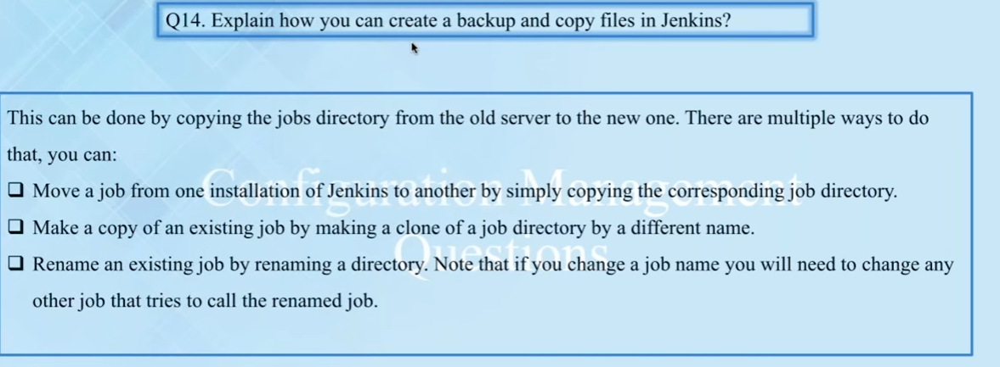 Q14. Explain how you can create a backup and copy files in Jenkins?
This can be done by copying the jobs directory from the old server to the new one. There are multiple ways to do
that, you can:
❑ Move a job from one installation of Jenkins to another by simply copying the corresponding job directory.
❑ Make a copy of an existing job by making a clone of a job directory by a different name.
❑ Rename an existing job by renaming a directory. Note that if you change a job name you will need to change any
other job that tries to call the renamed job.
Configuration Management
Questions